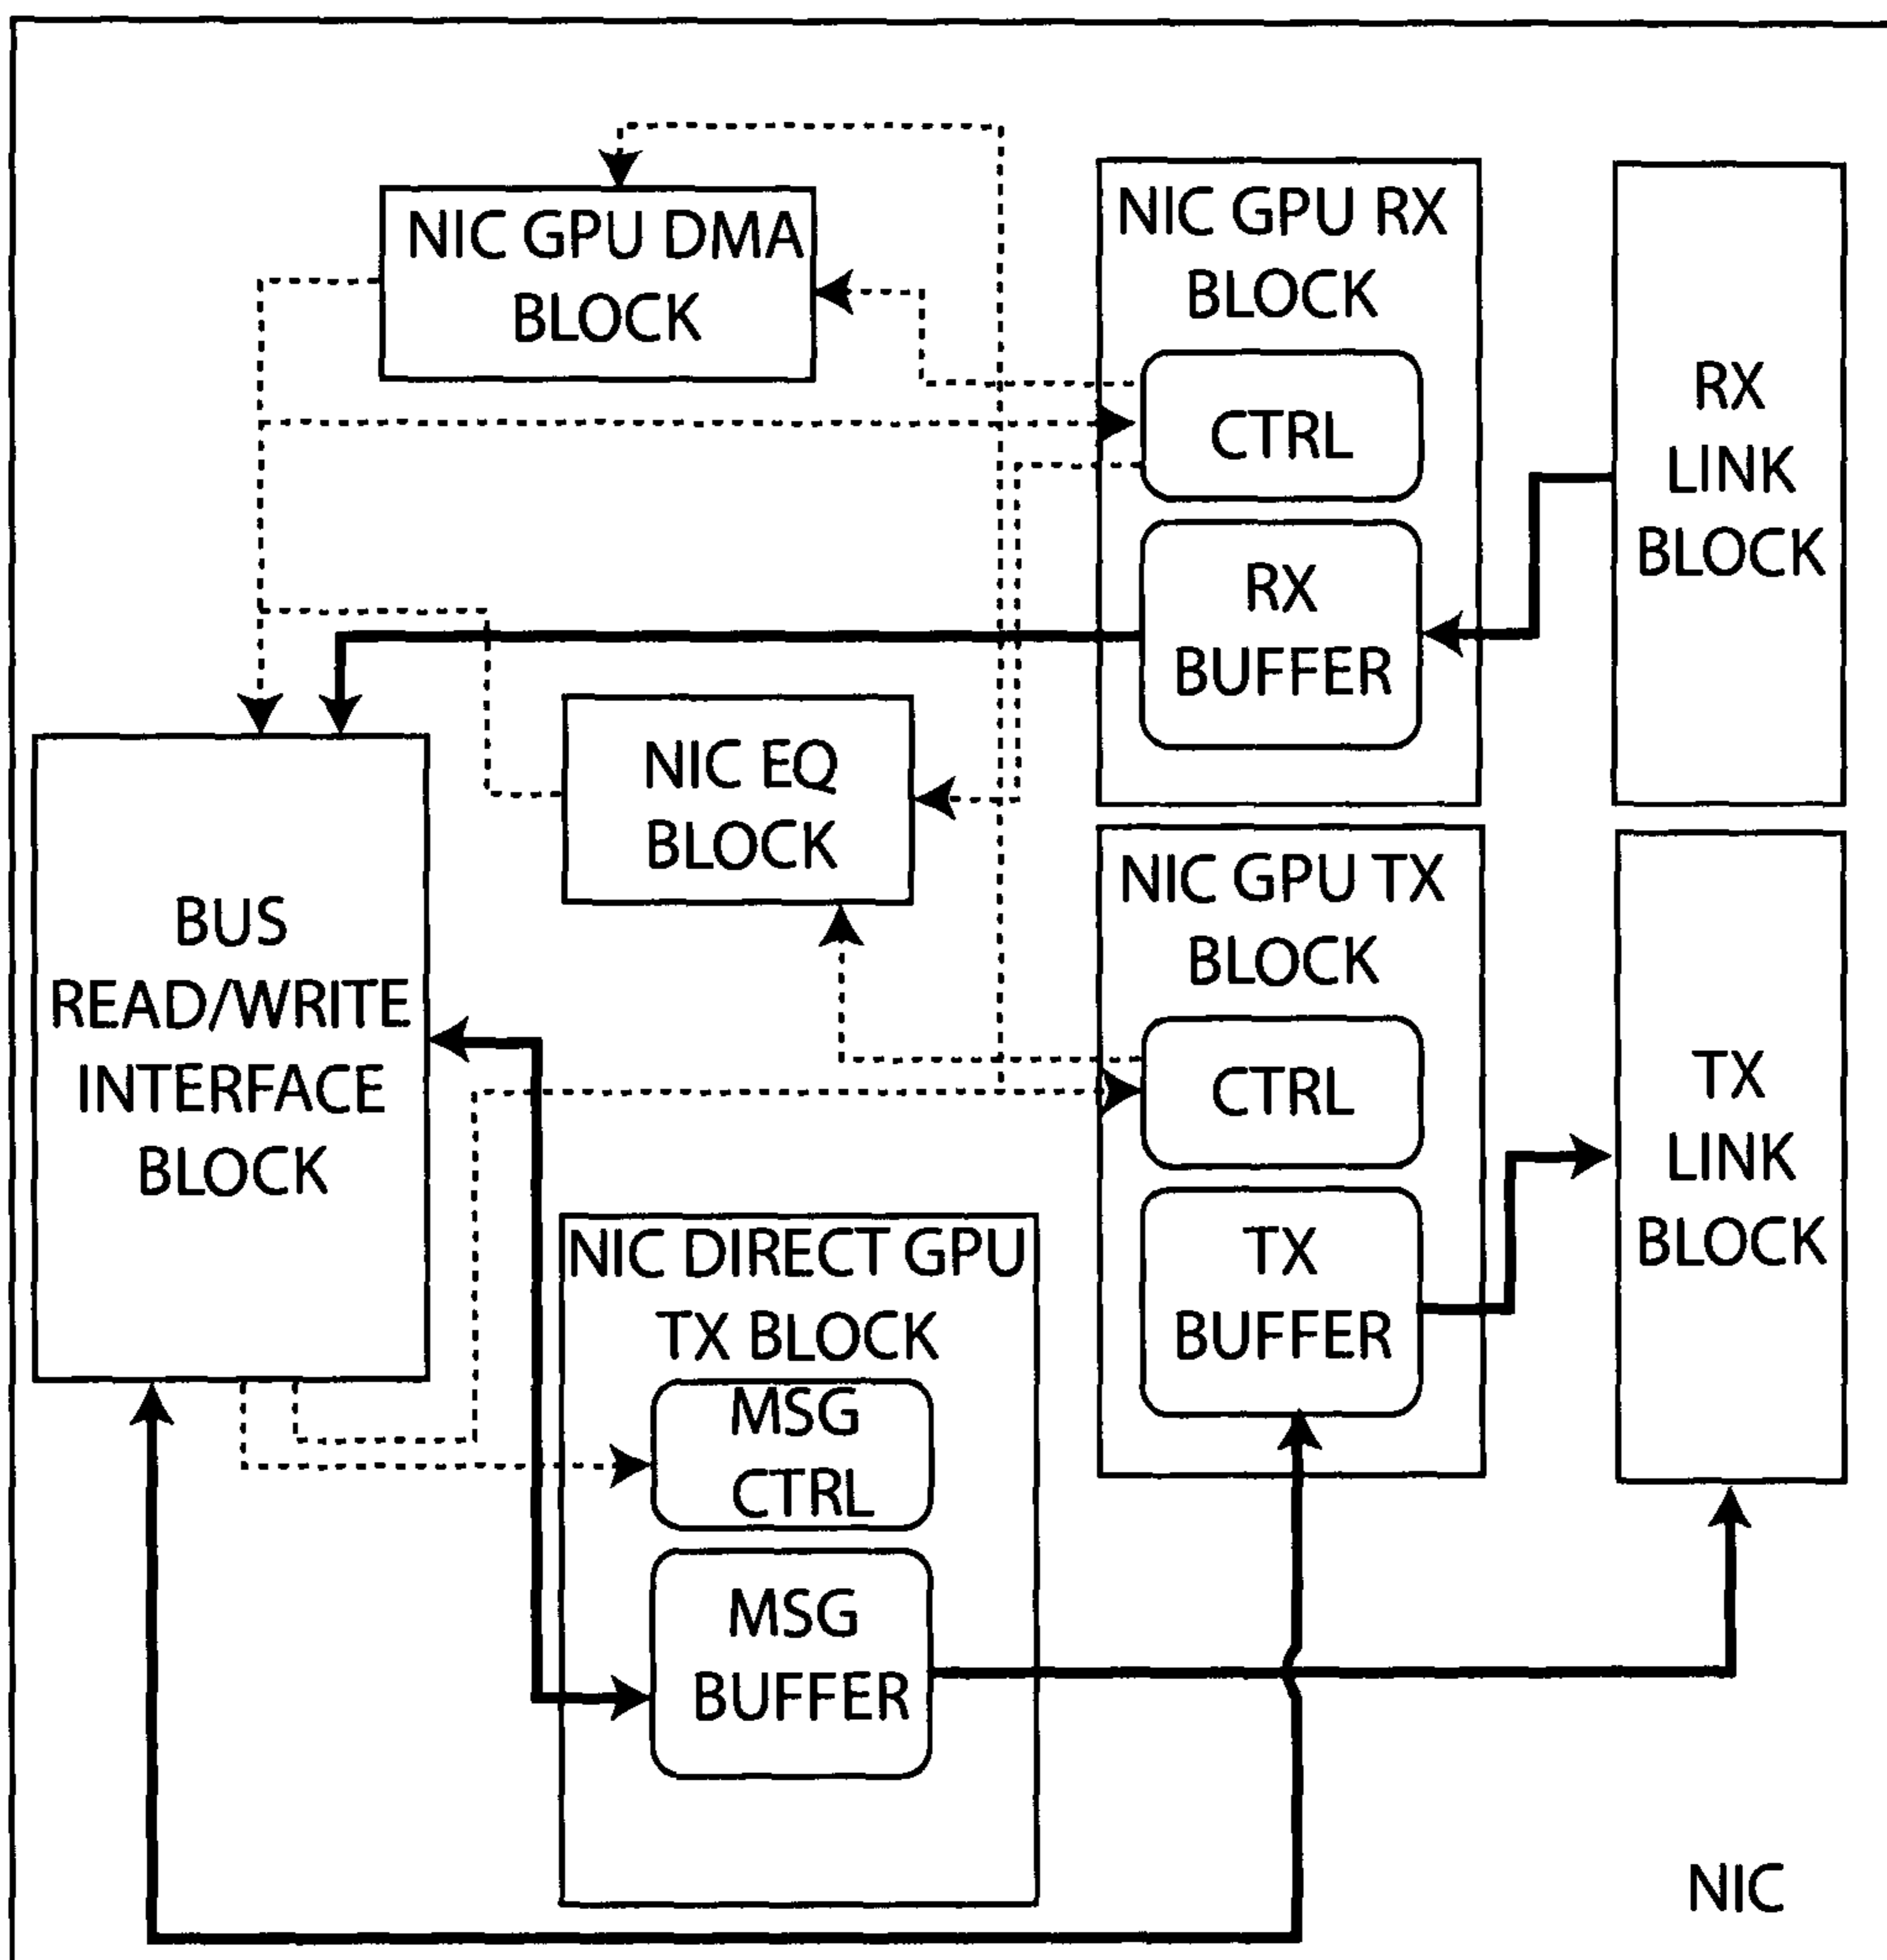 NIC GPU DMA
BLOCK
NIC GPU RX
BLOCK
CTRL
RX
BUFFER
RX
LINK
BLOCK
NIC EQ
BLOCK
BUS
READ/WRITE
INTERFACE
BLOCK
NIC GPU TX
BLOCK
CTRL
TX
BUFFER
TX
LINK
BLOCK
NIC DIRECT GPU
TX BLOCK
MSG
CTRL
MSG
BUFFER
NIC